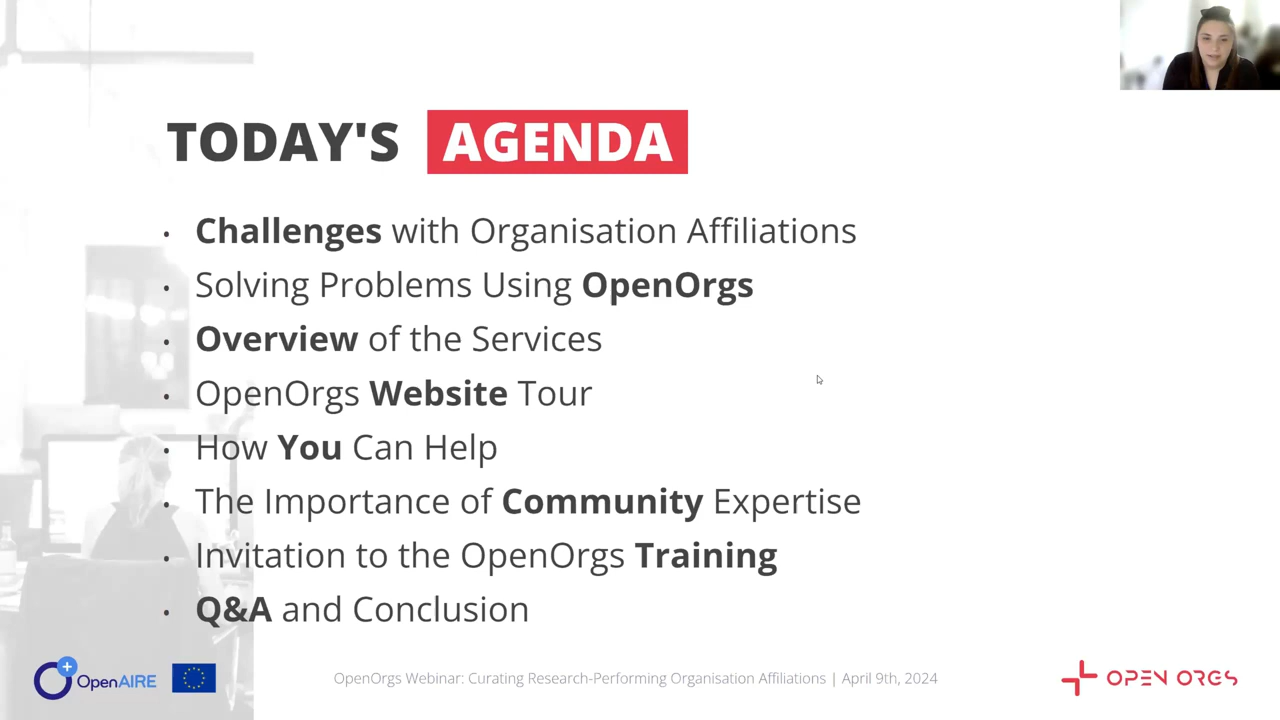 TODAY'S AGENDA
• Challenges with Organisation Affiliations
• Solving Problems Using OpenOrgs
• Overview of the Services
• OpenOrgs Website Tour
• How You Can Help
• The Importance of Community Expertise
• Invitation to the OpenOrgs Training
• Q&A and Conclusion
OpenAIRE
OpenOrgs Webinar: Curating Research-Performing Organisation Affiliations | April 9th, 2024
OPEN ORGS